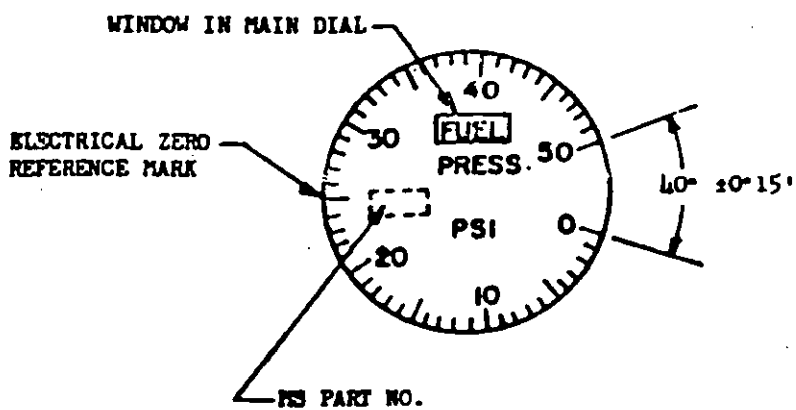 WINDOW IN MAIN DIAL
40
FUEL
30
50
PRESS.
ELECTRICAL ZERO
REFERENCE MARK
40° ±0°15'
PSI
0
20
10
MS PART NO.